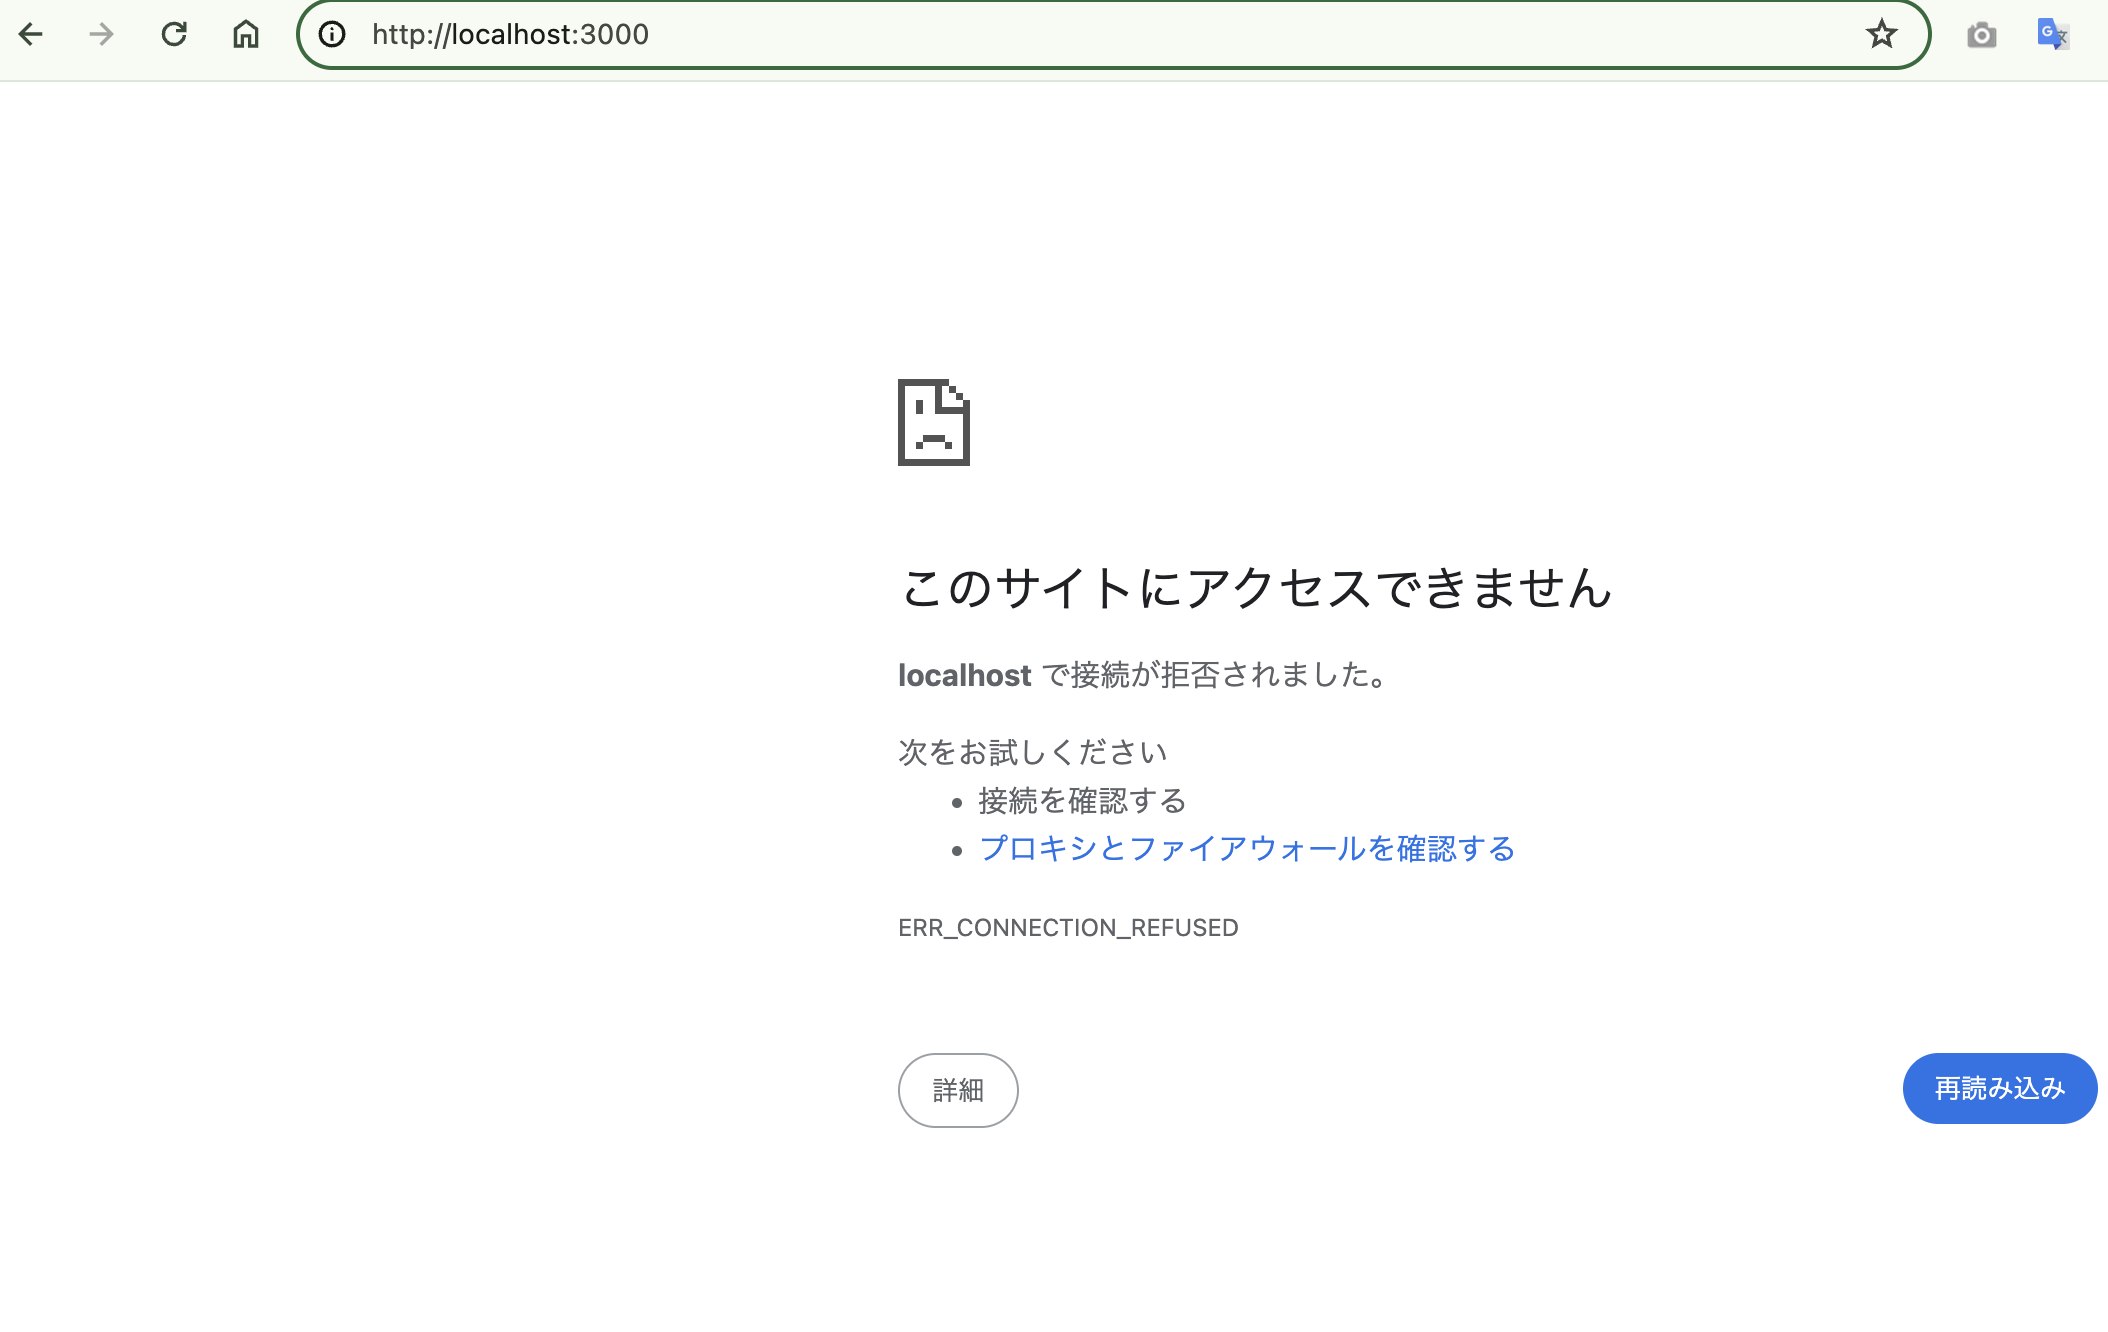 http://localhost:3000
このサイトにアクセスできません
localhost で接続が拒否されました。
次をお試しください
• 接続を確認する
• プロキシとファイアウォールを確認する
ERR_CONNECTION_REFUSED
詳細
再読み込み